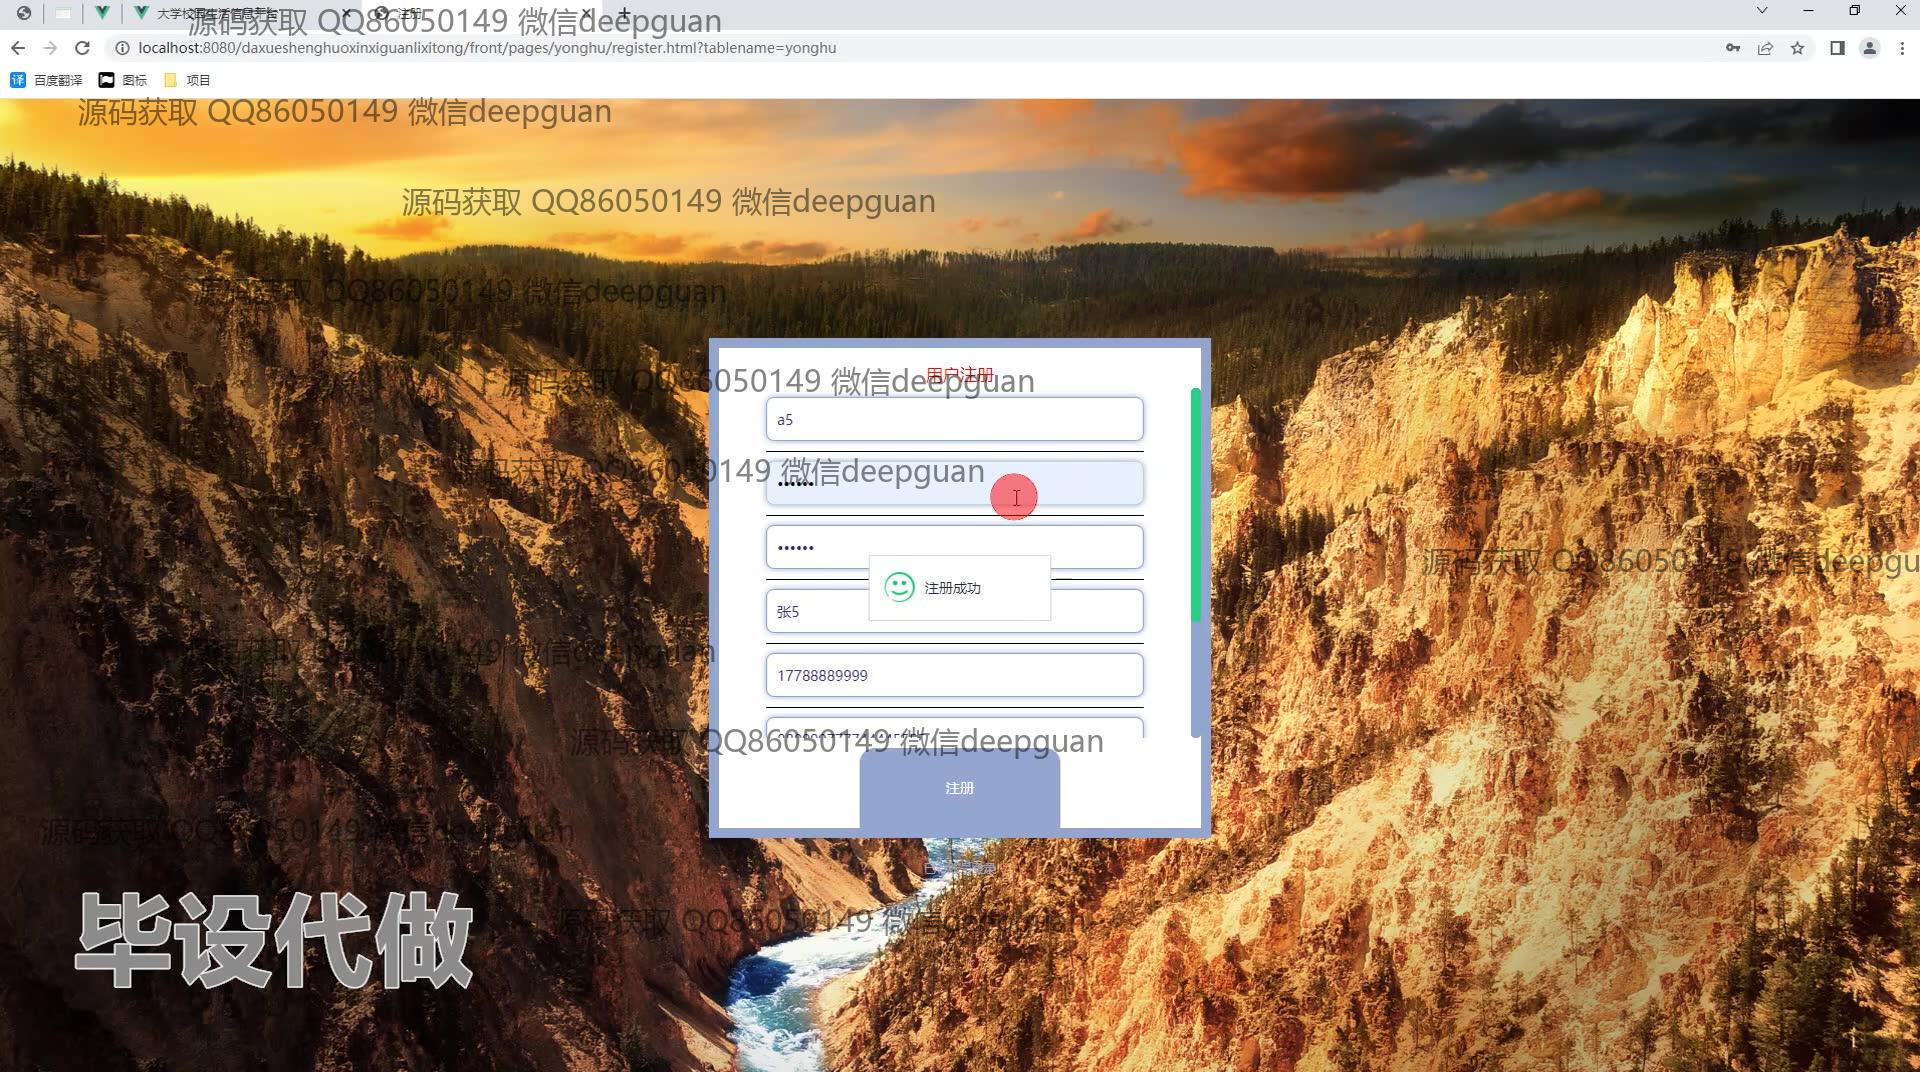 大学校园生活信息平台
注册
源码获取 QQ86050149 微信deepguan
localhost:8080/daxueshenghuoxinxiguanlixitong/front/pages/yonghu/register.html?tablename=yonghu
译 百度翻译 图标 项目
源码获取 QQ86050149 微信deepguan
源码获取 QQ86050149 微信deepguan
源码获取 QQ86050149 微信deepguan
用户注册
源码获取 QQ86050149 微信deepguan
a5
源码获取 QQ86050149 微信deepguan
••••••
••••••
源码获取 QQ86050149 微信deepgu
注册成功
张5
源码获取 QQ86050149 微信deepguan
17788889999
源码获取 QQ86050149 微信deepguan
注册
源码获取 QQ86050149 微信deepguan
源码获取 QQ86050149 微信deepguan
毕设代做